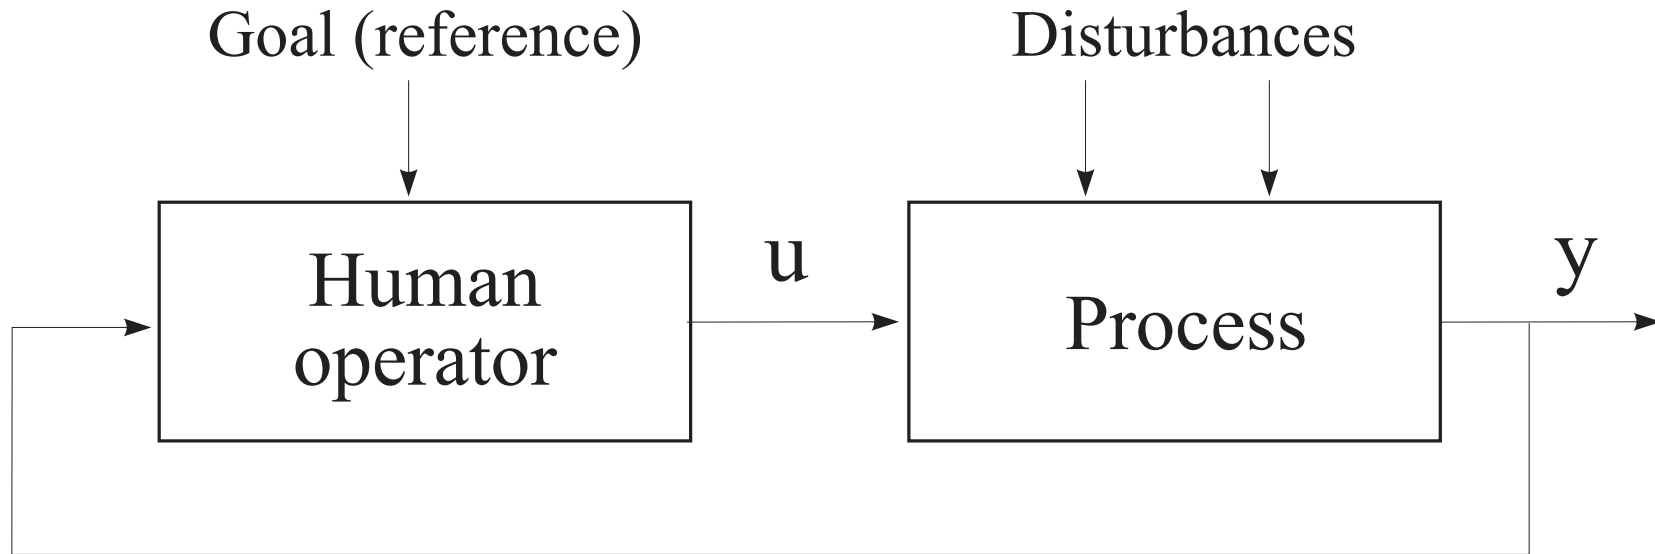 Goal (reference)
Disturbances
Human
operator
u
Process
y